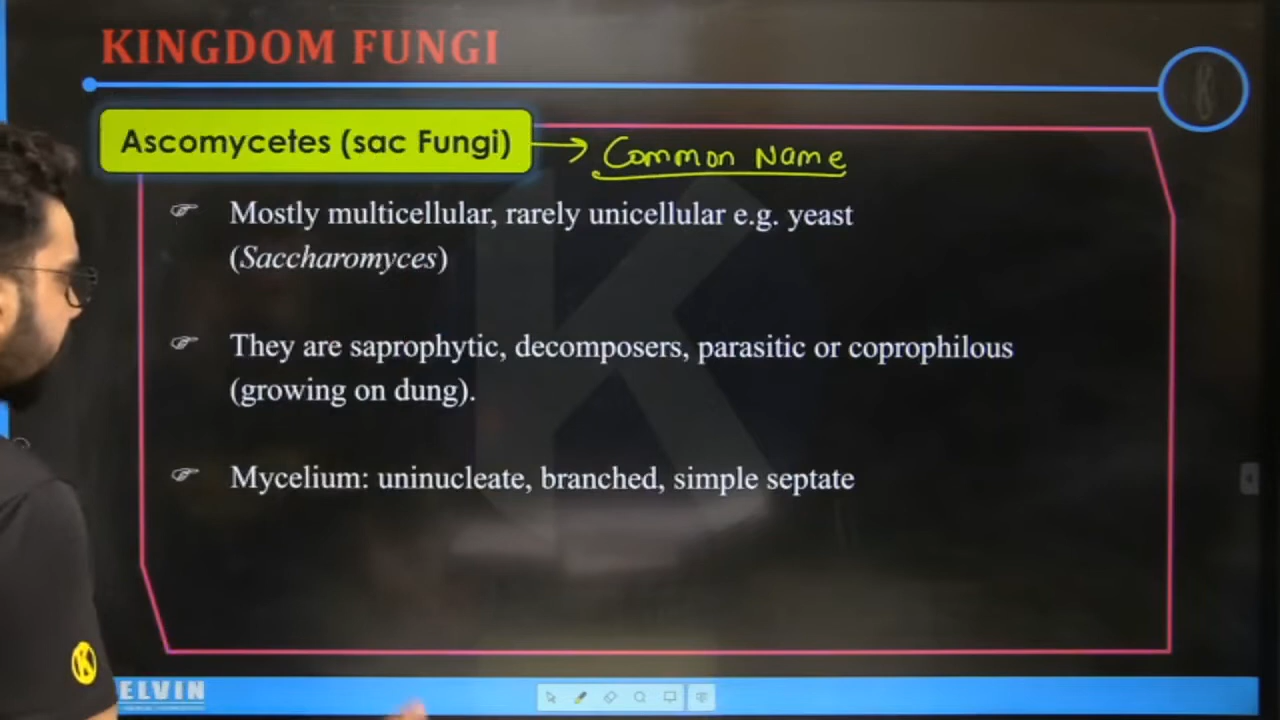 KINGDOM FUNGI
Ascomycetes (sac Fungi) → Common Name
Mostly multicellular, rarely unicellular e.g. yeast
(Saccharomyces)
They are saprophytic, decomposers, parasitic or coprophilous
(growing on dung).
Mycelium: uninucleate, branched, simple septate
K
ELVIN